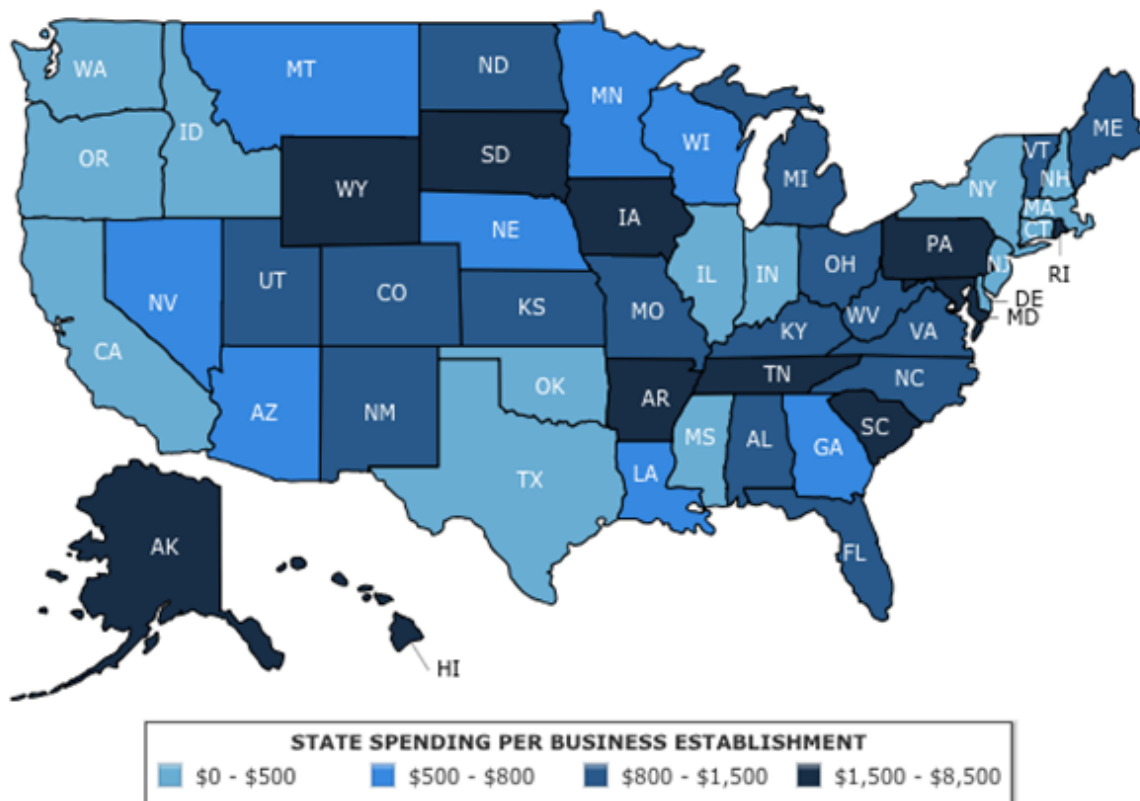 WA
MT
ND
MN
ME
ID
OR
SD
WI
VT
NH
MI
NY
WY
MA
IA
CT
NE
PA
NJ
RI
NV
UT
CO
IL
IN
OH
DE
MD
KS
MO
WV
VA
KY
CA
TN
NC
OK
AR
AZ
NM
MS
AL
GA
SC
LA
TX
FL
AK
HI
STATE SPENDING PER BUSINESS ESTABLISHMENT
$0 - $500 $500 - $800 $800 - $1,500 $1,500 - $8,500